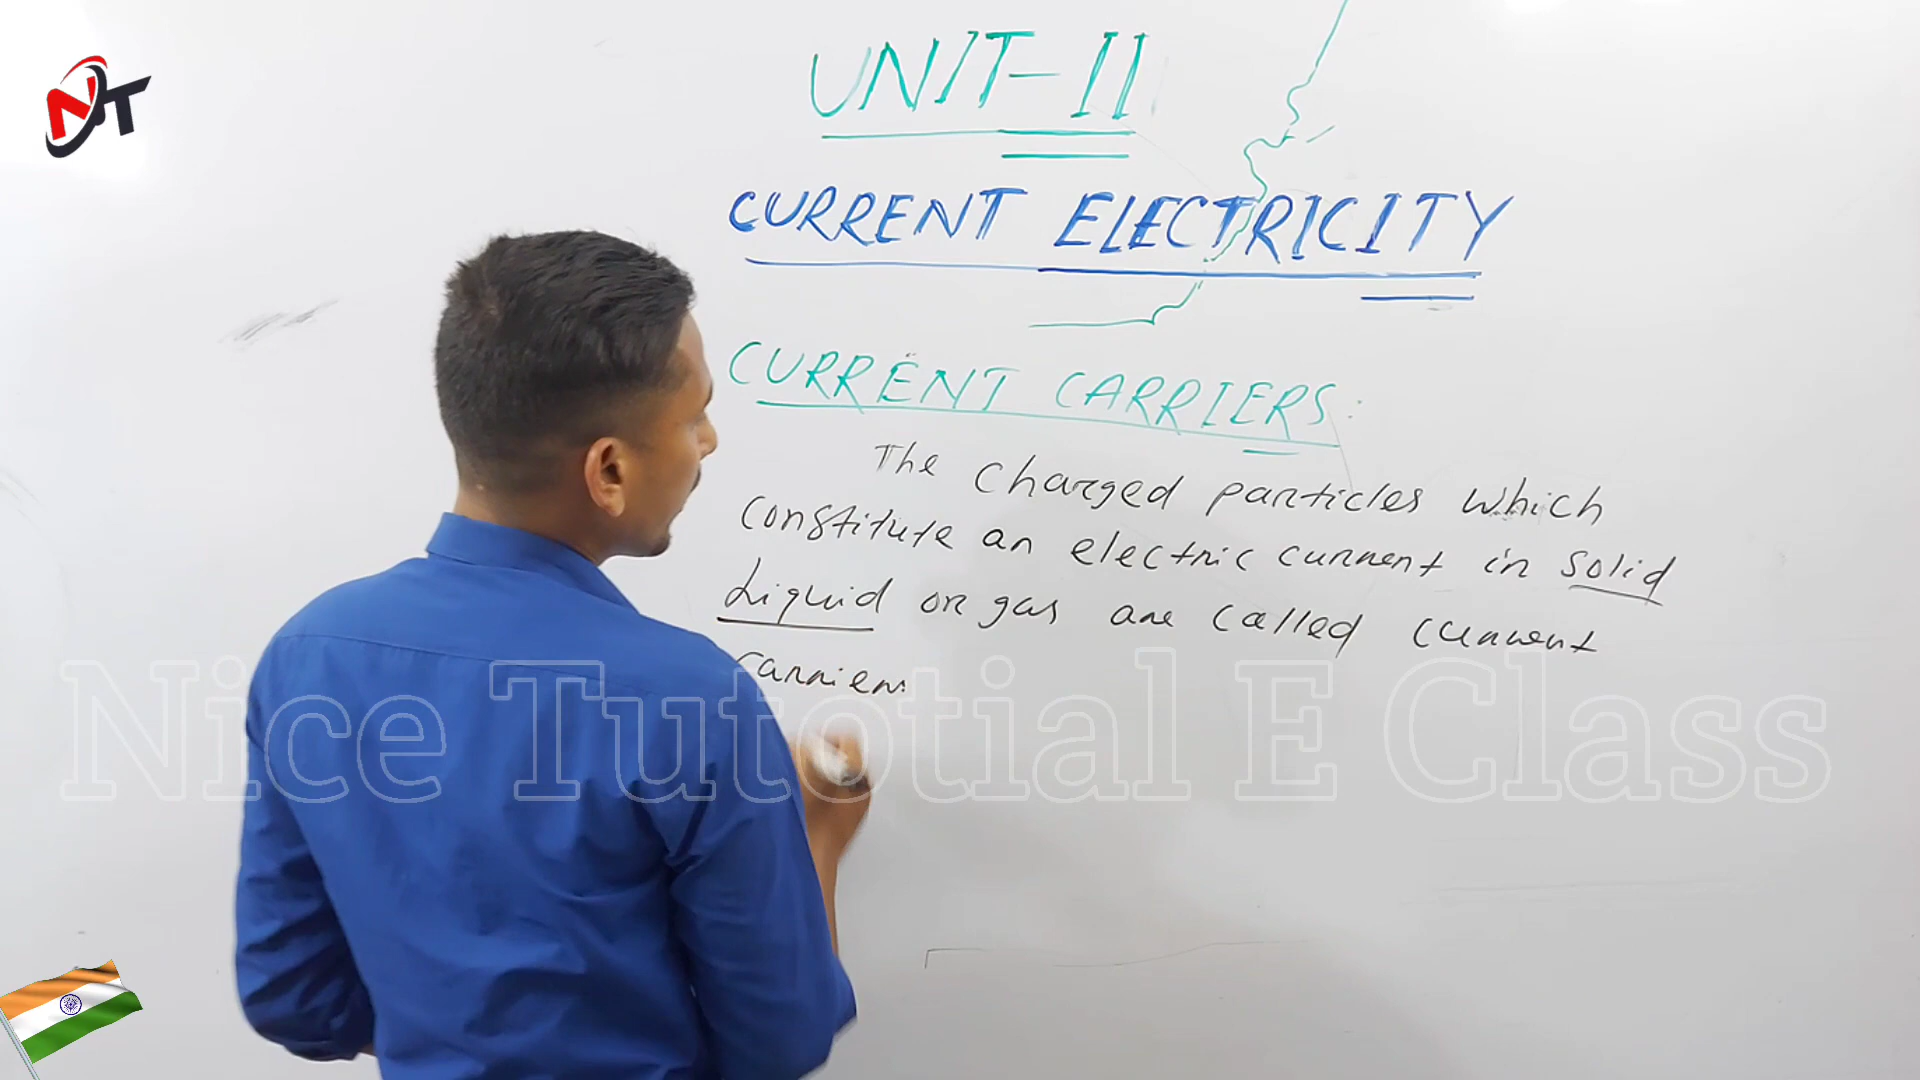 NT
UNIT-II
CURRENT ELECTRICITY
CURRENT CARRIERS:
The charged particles which
constitute an electric current in solid
Liquid or gas are called current
carriers
Nice Tutotial E Class